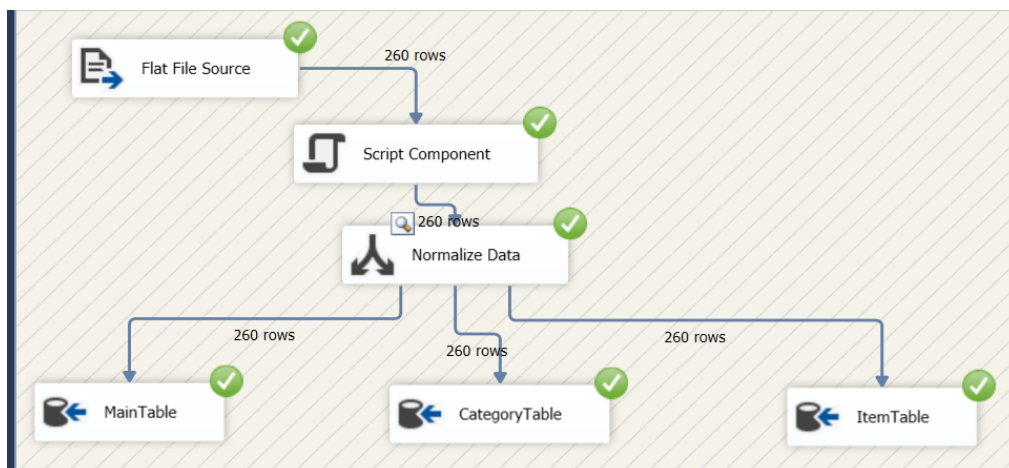 260 rows
Flat File Source
Script Component
260 rows
Normalize Data
260 rows
260 rows
260 rows
MainTable
CategoryTable
ItemTable